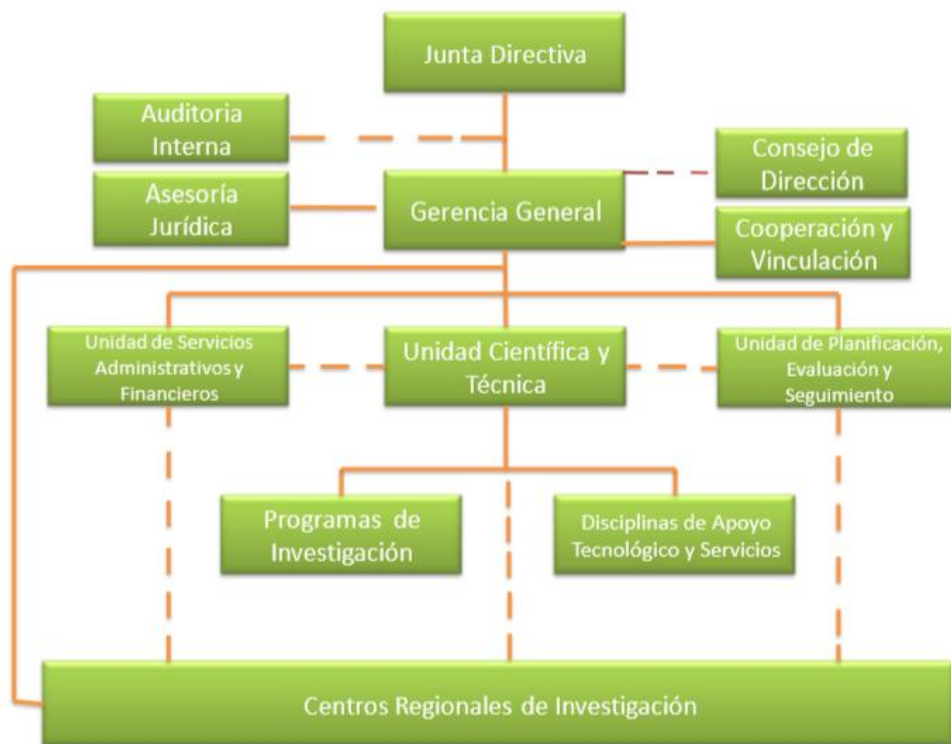 Junta Directiva
Auditoria
Interna
Consejo de
Dirección
Asesoría
Jurídica
Gerencia General
Cooperación y
Vinculación
Unidad de Servicios
Administrativos y
Financieros
Unidad Científica y
Técnica
Unidad de Planificación,
Evaluación y
Seguimiento
Programas de
Investigación
Disciplinas de Apoyo
Tecnológico y Servicios
Centros Regionales de Investigación